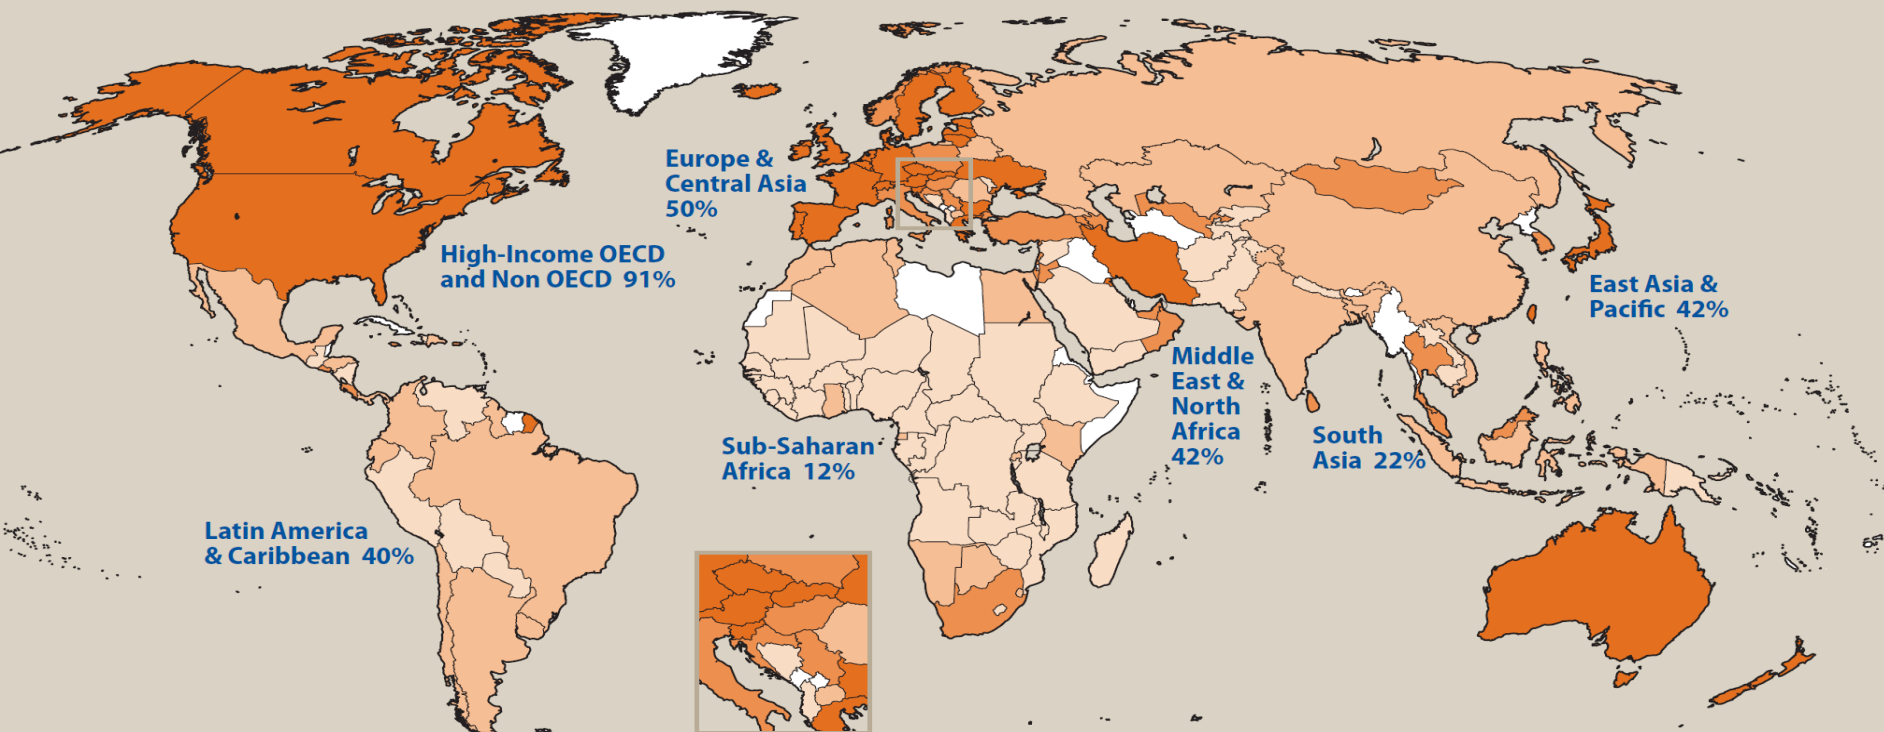 Europe &
Central Asia
50%
High-Income OECD
and Non OECD 91%
East Asia &
Pacific 42%
Middle
East &
North
Africa
42%
South
Asia 22%
Sub-Saharan
Africa 12%
Latin America
& Caribbean 40%